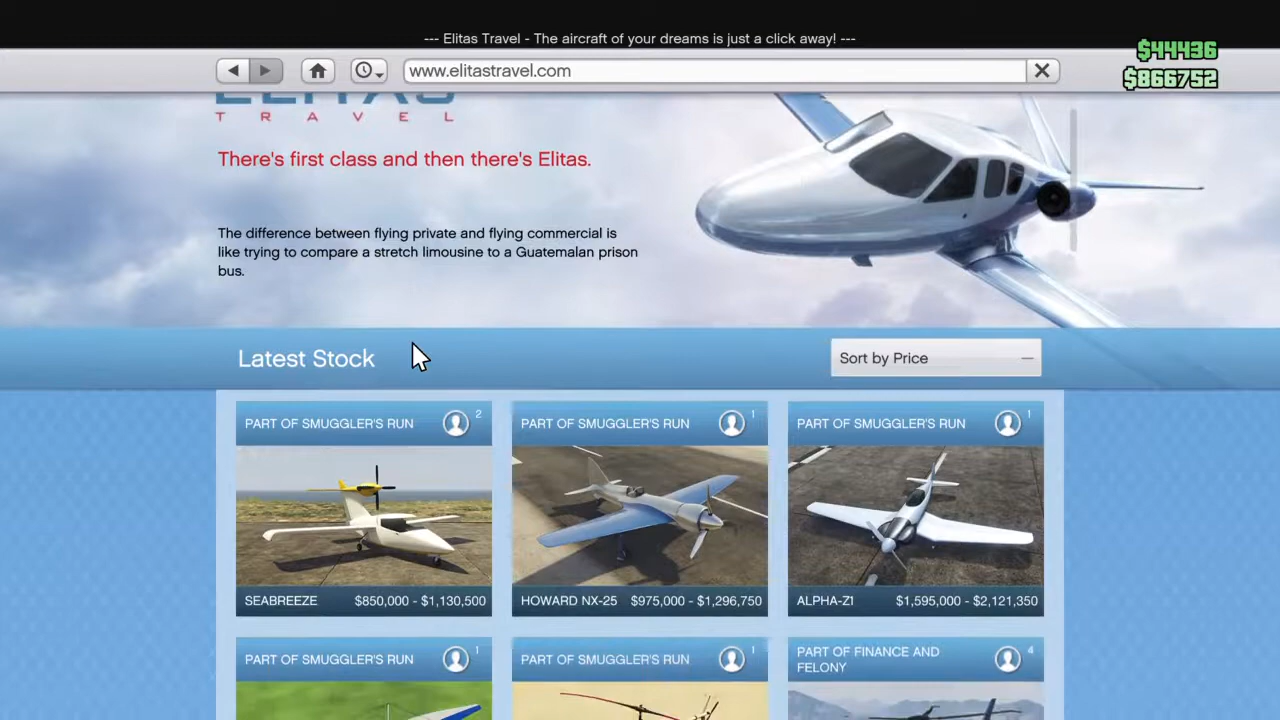 --- Elitas Travel - The aircraft of your dreams is just a click away! ---
$44436
www.elitastravel.com
$866752
ELITAS
TRAVEL
There's first class and then there's Elitas.
The difference between flying private and flying commercial is
like trying to compare a stretch limousine to a Guatemalan prison
bus.
Latest Stock
Sort by Price
PART OF SMUGGLER'S RUN 2
PART OF SMUGGLER'S RUN 1
PART OF SMUGGLER'S RUN 1
SEABREEZE $850,000 - $1,130,500
HOWARD NX-25 $975,000 - $1,296,750
ALPHA-Z1 $1,595,000 - $2,121,350
PART OF SMUGGLER'S RUN 1
PART OF SMUGGLER'S RUN 1
PART OF FINANCE AND
FELONY 4